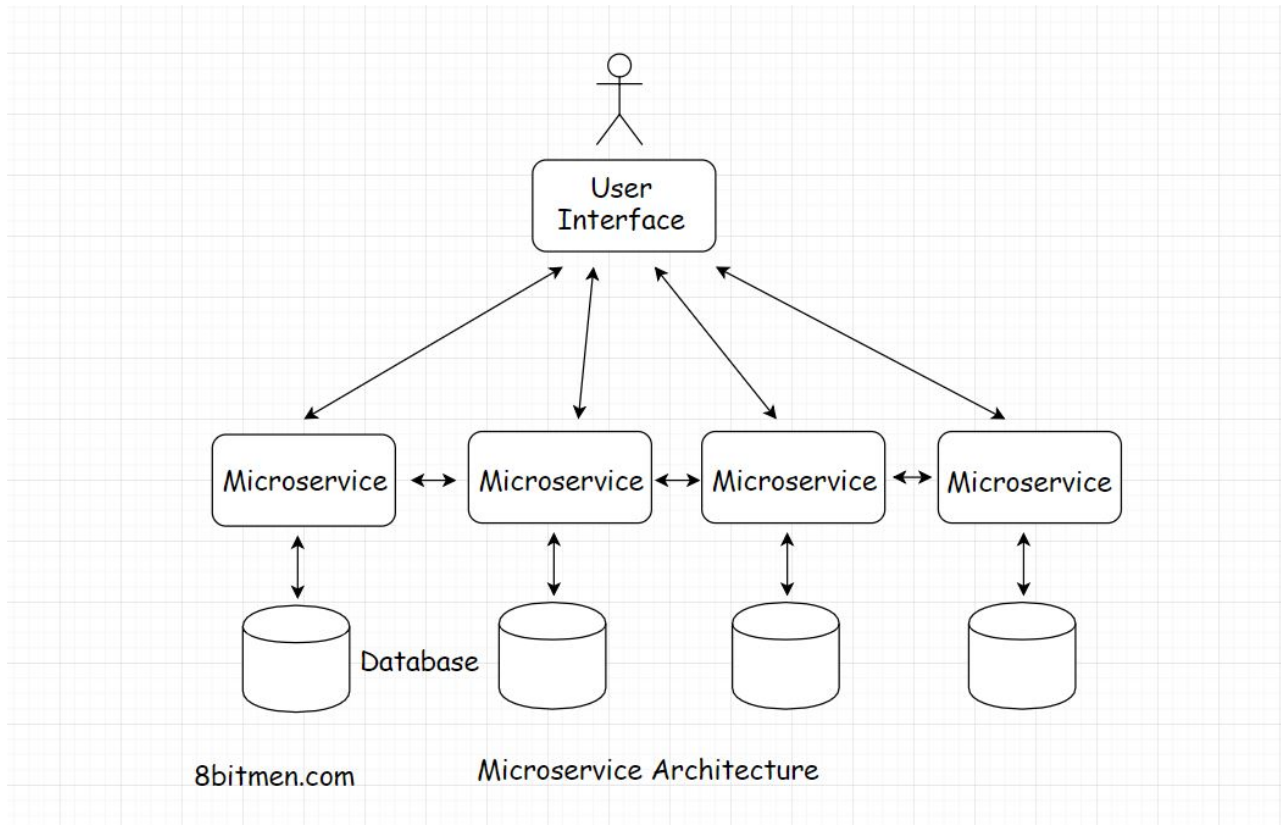 User
Interface
Microservice
Microservice
Microservice
Microservice
Database
8bitmen.com
Microservice Architecture